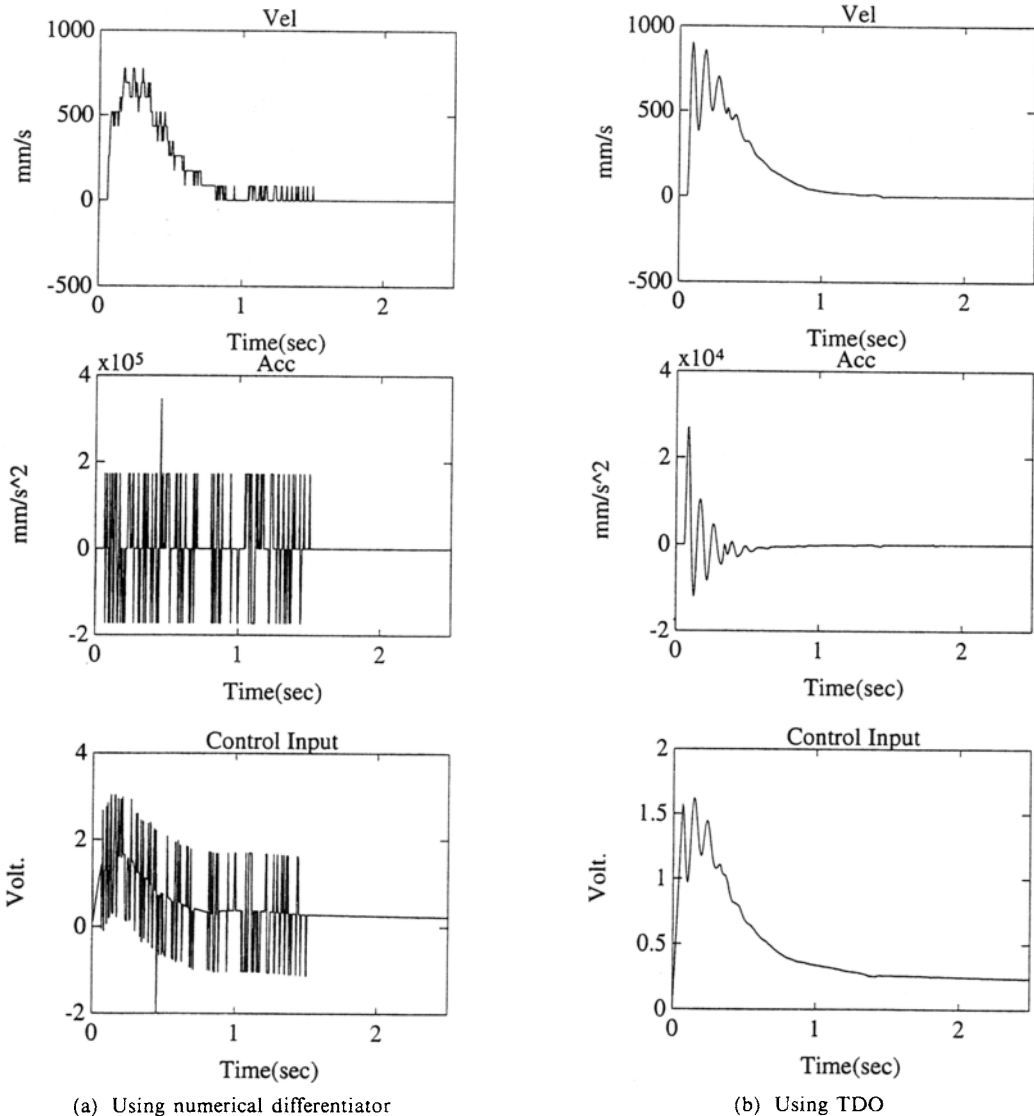 Vel
1000
500
0
-500
mm/s
0
1
2
Time(sec)
x10^5
Acc
4
2
0
-2
mm/s^2
0
1
2
Time(sec)
Control Input
4
2
0
-2
Volt.
0
1
2
Time(sec)
(a) Using numerical differentiator
Vel
1000
500
0
-500
mm/s
0
1
2
Time(sec)
x10^4
Acc
4
2
0
-2
mm/s^2
0
1
2
Time(sec)
Control Input
2
1.5
1
0.5
0
Volt.
0
1
2
Time(sec)
(b) Using TDO